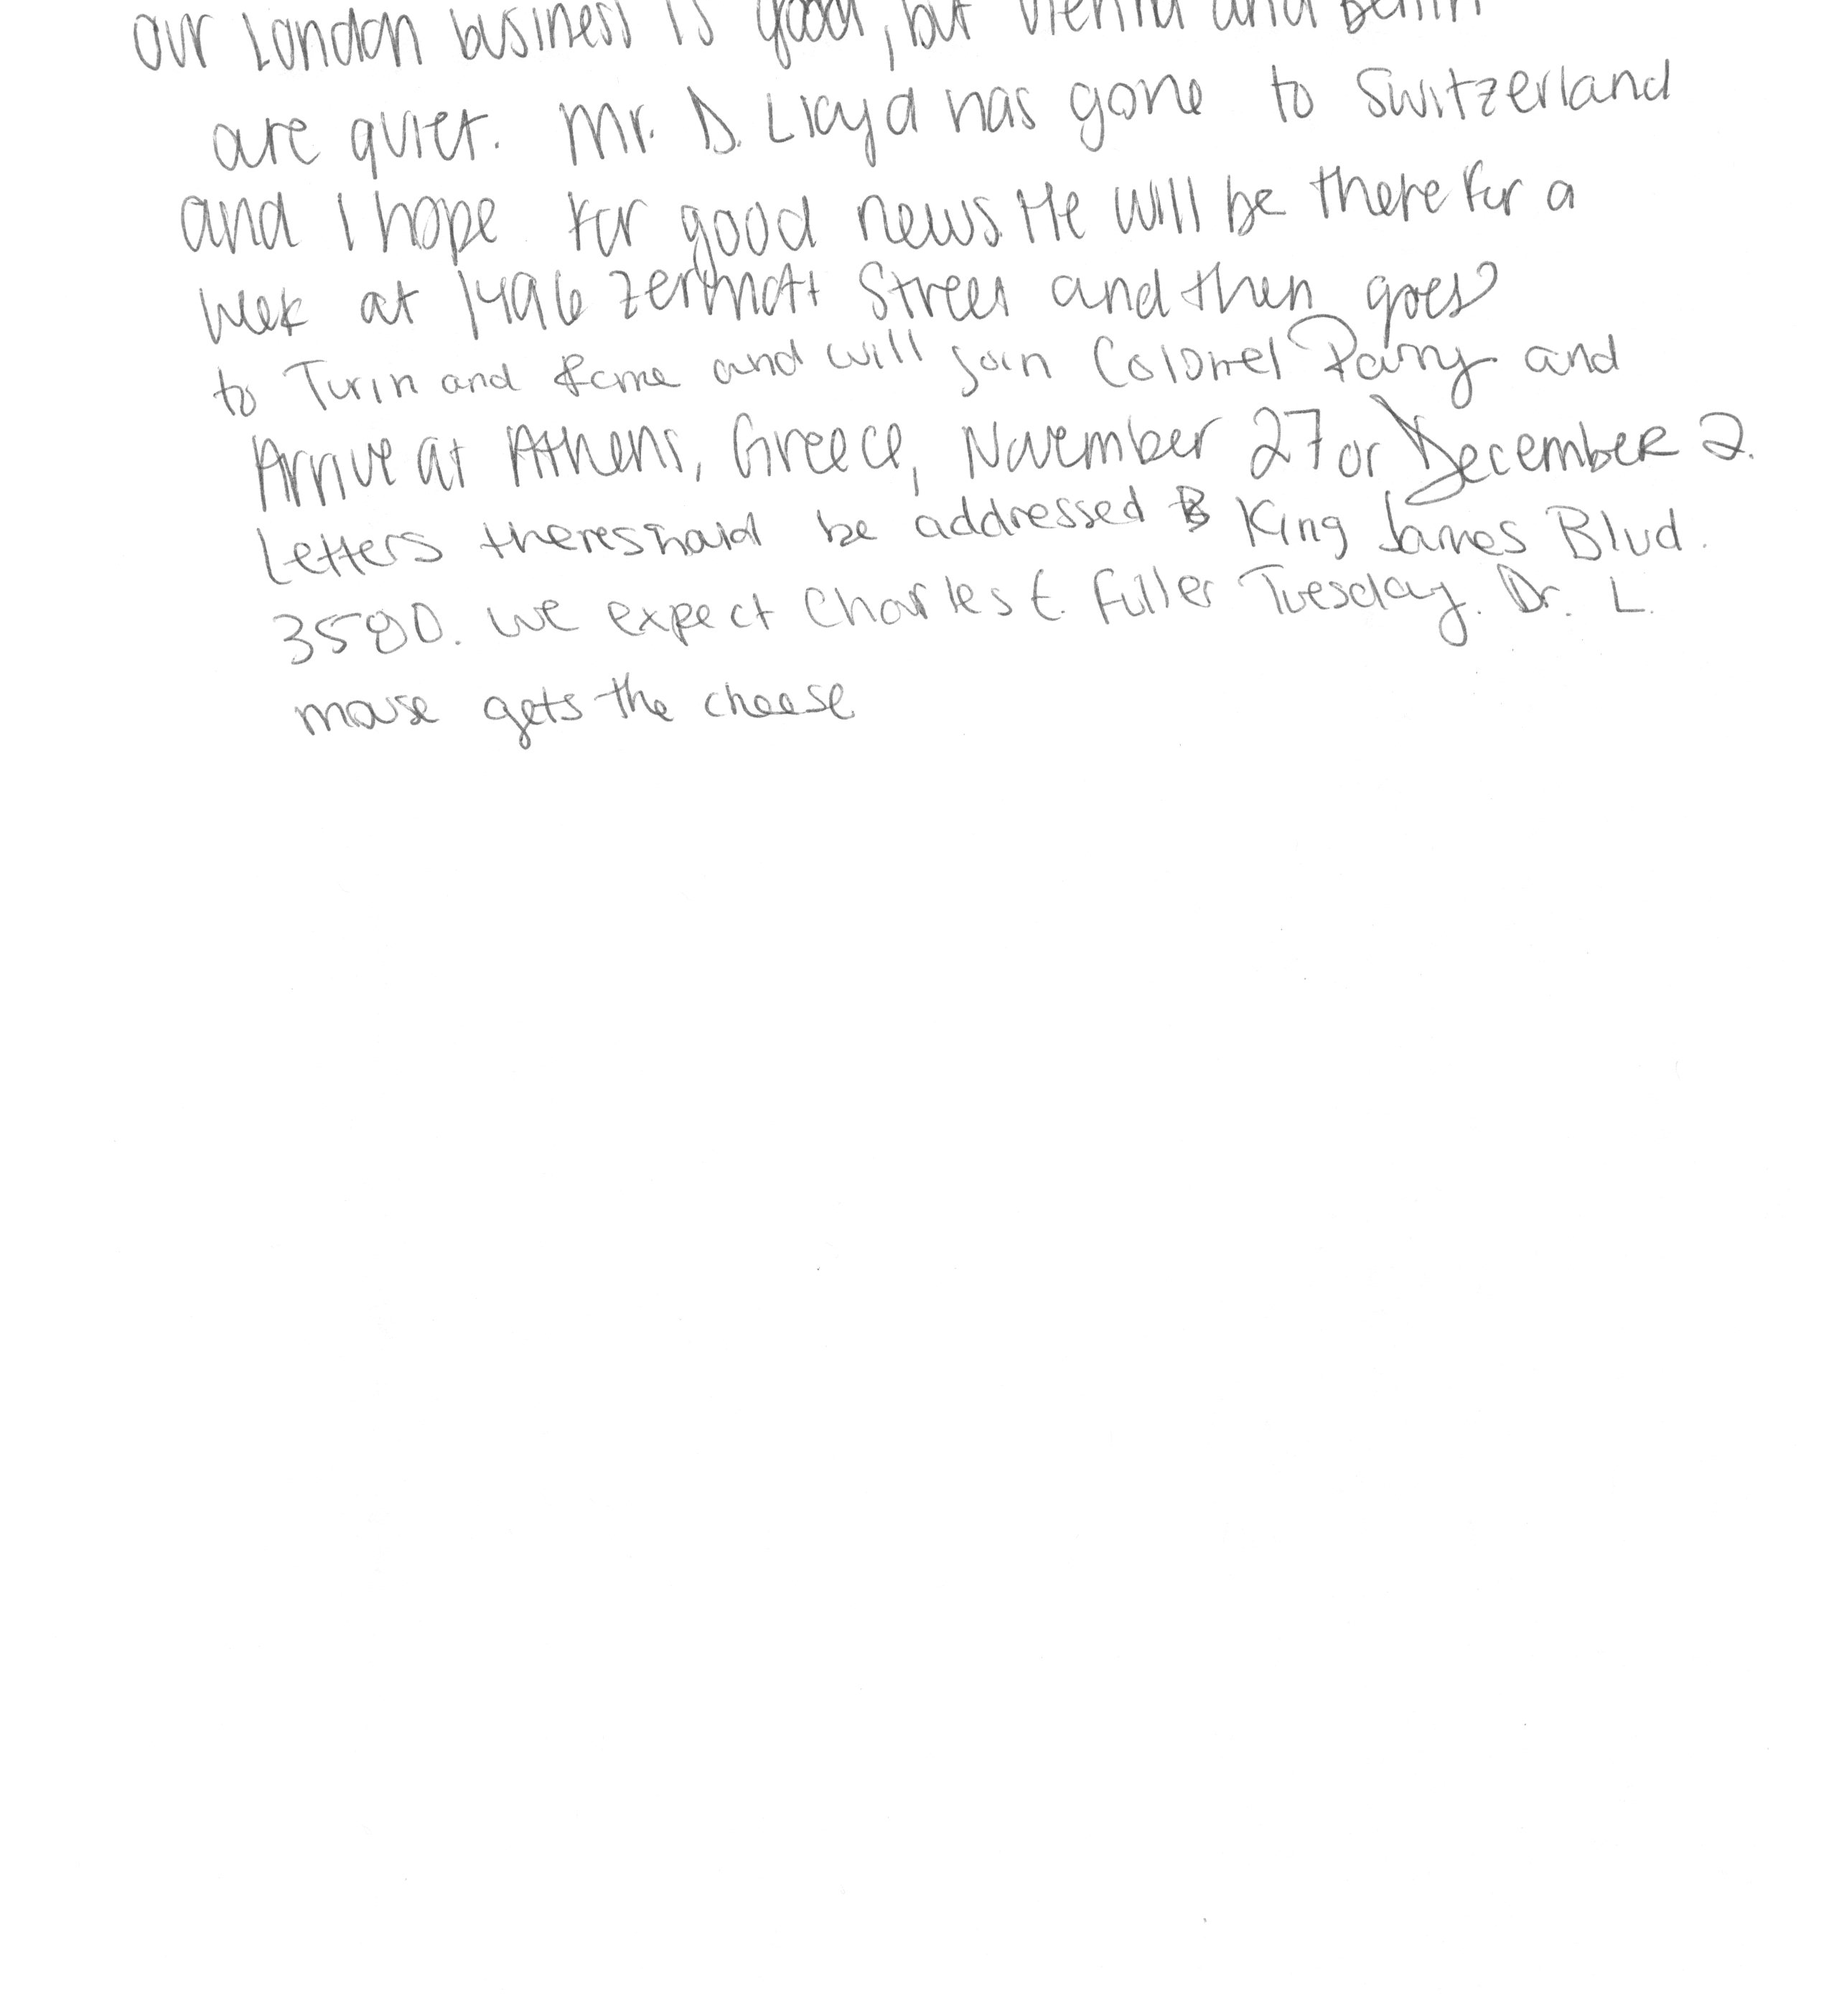 our London business is good, but Vienna and Berlin
are quiet. Mr. D. Lloyd has gone to Switzerland
and I hope for good news. He will be there for a
week at 1496 Zermott Street and then goes
to Turin and Rome and will join Colonel Parry and
Arrive at Athens, Greece, November 27 or December 2.
Letters there should be addressed to King James Blvd.
3580. We expect Charles E. Fuller Tuesday. Dr. L.
mouse gets the cheese